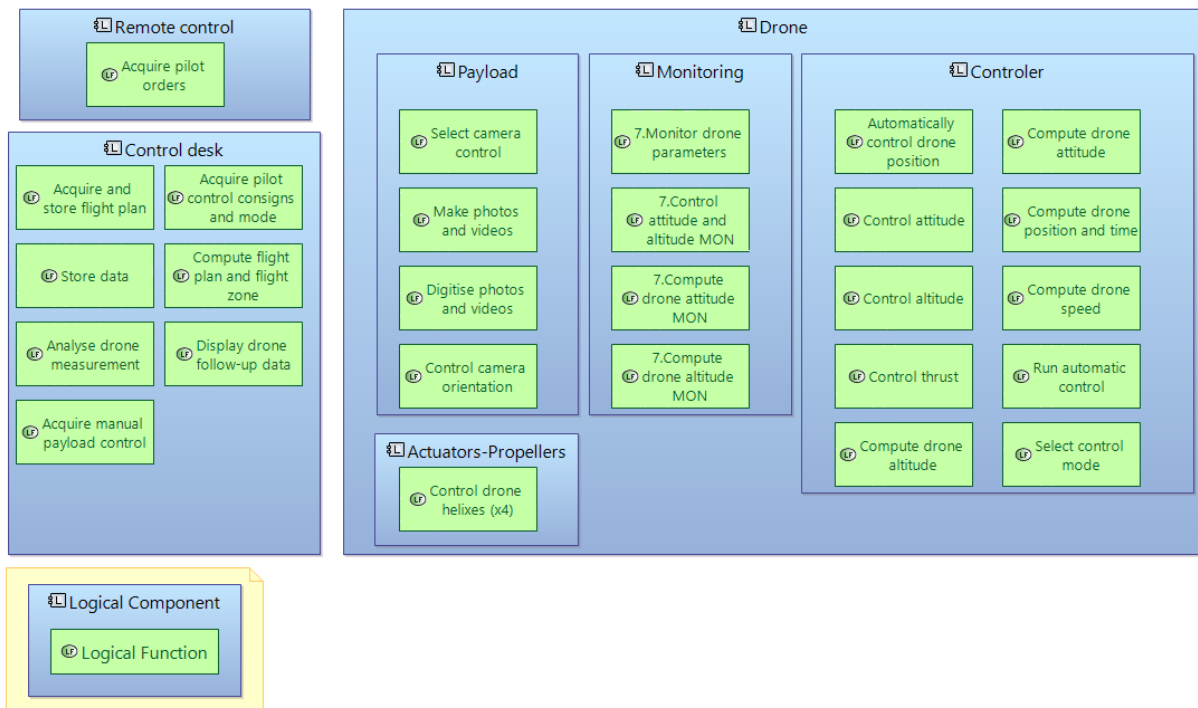 Remote control
Acquire pilot
orders
Control desk
Acquire and
store flight plan
Acquire pilot
control consigns
and mode
Store data
Compute flight
plan and flight
zone
Analyse drone
measurement
Display drone
follow-up data
Acquire manual
payload control
Drone
Payload
Select camera
control
Make photos
and videos
Digitise photos
and videos
Control camera
orientation
Monitoring
7.Monitor drone
parameters
7.Control
attitude and
altitude MON
7.Compute
drone attitude
MON
7.Compute
drone altitude
MON
Controler
Automatically
control drone
position
Compute drone
attitude
Control attitude
Compute drone
position and time
Control altitude
Compute drone
speed
Control thrust
Run automatic
control
Compute drone
altitude
Select control
mode
Actuators-Propellers
Control drone
helixes (x4)
Logical Component
Logical Function